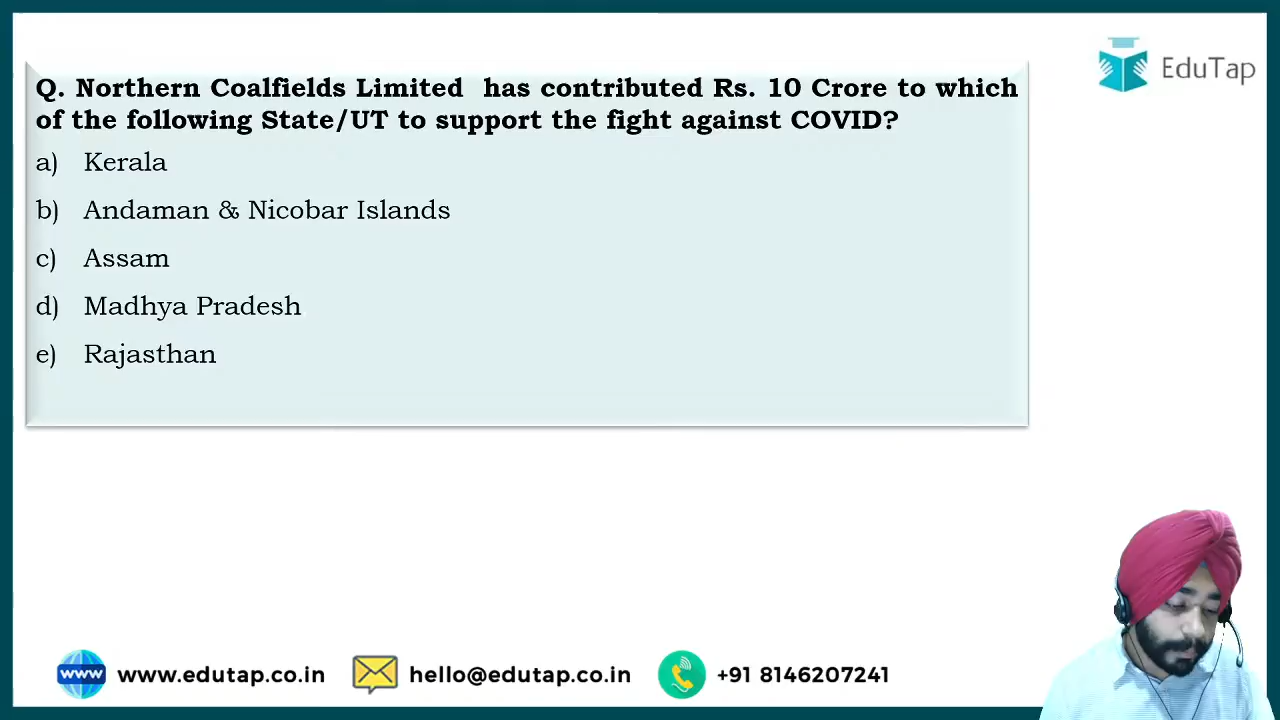 Q. Northern Coalfields Limited has contributed Rs. 10 Crore to which
of the following State/UT to support the fight against COVID?
a) Kerala
b) Andaman & Nicobar Islands
c) Assam
d) Madhya Pradesh
e) Rajasthan
EduTap
www www.edutap.co.in hello@edutap.co.in +91 8146207241